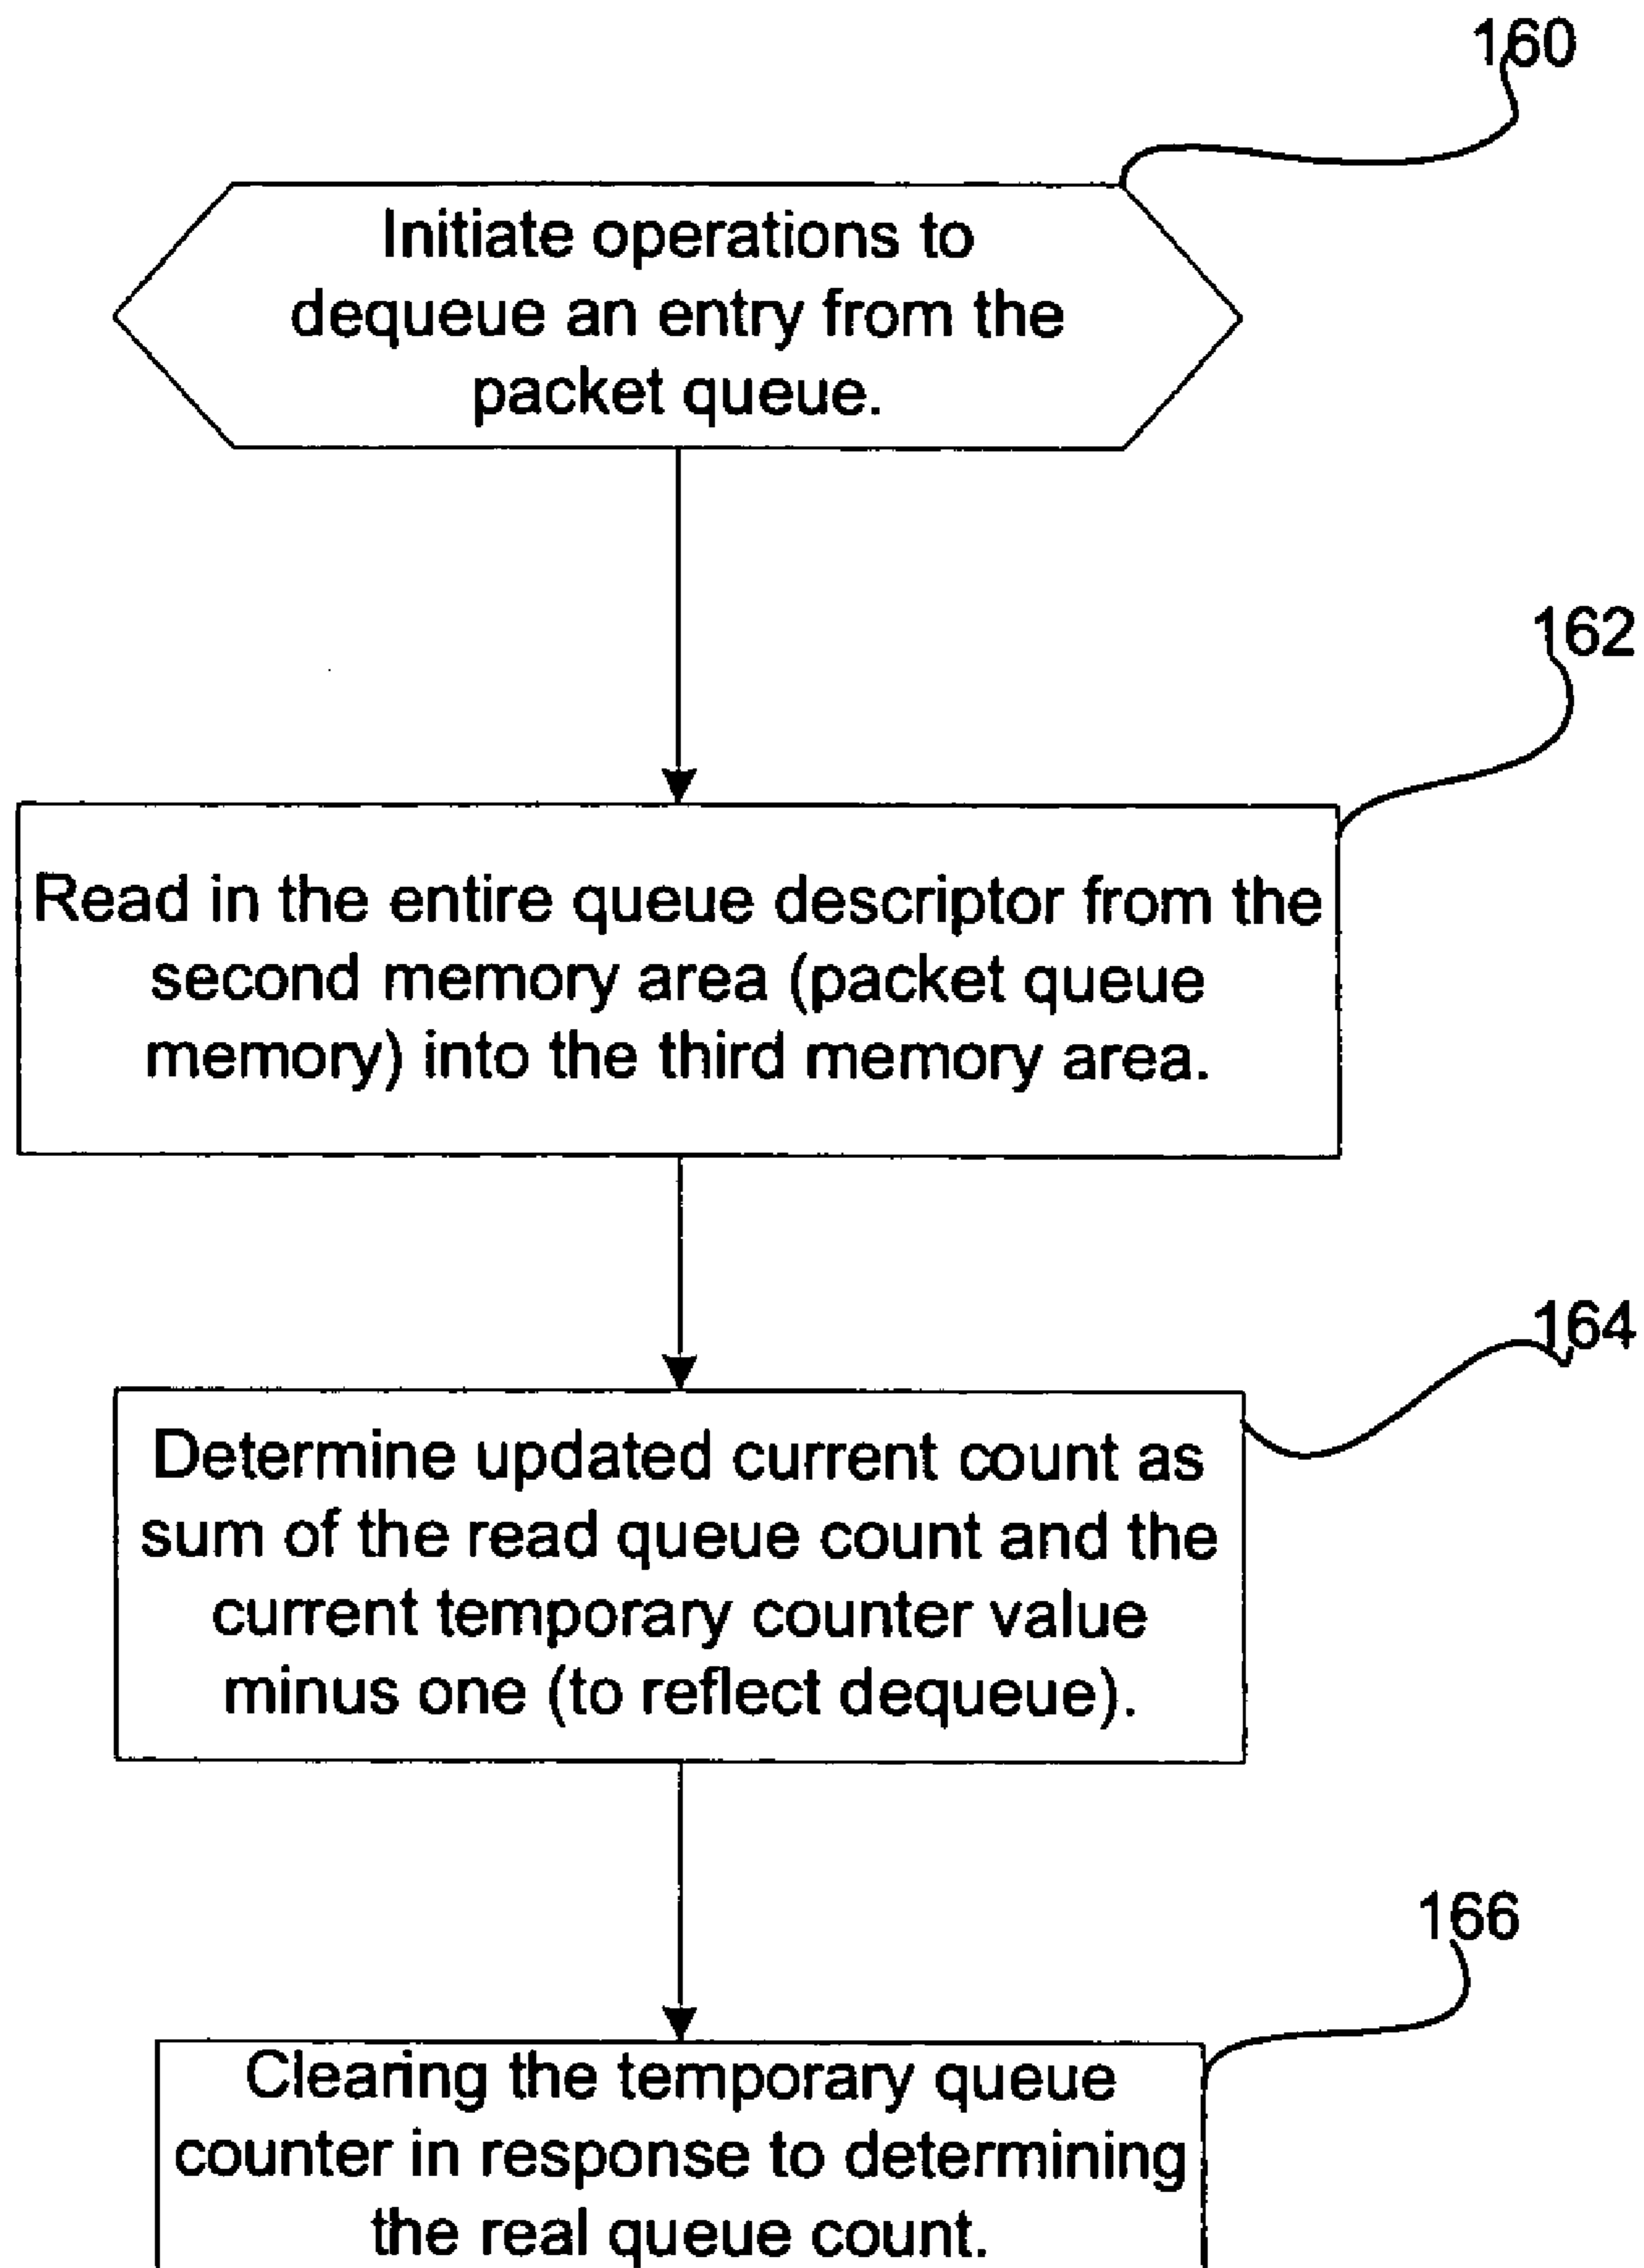 160
Initiate operations to
dequeue an entry from the
packet queue.
162
Read in the entire queue descriptor from the
second memory area (packet queue
memory) into the third memory area.
164
Determine updated current count as
sum of the read queue count and the
current temporary counter value
minus one (to reflect dequeue).
166
Clearing the temporary queue
counter in response to determining
the real queue count.